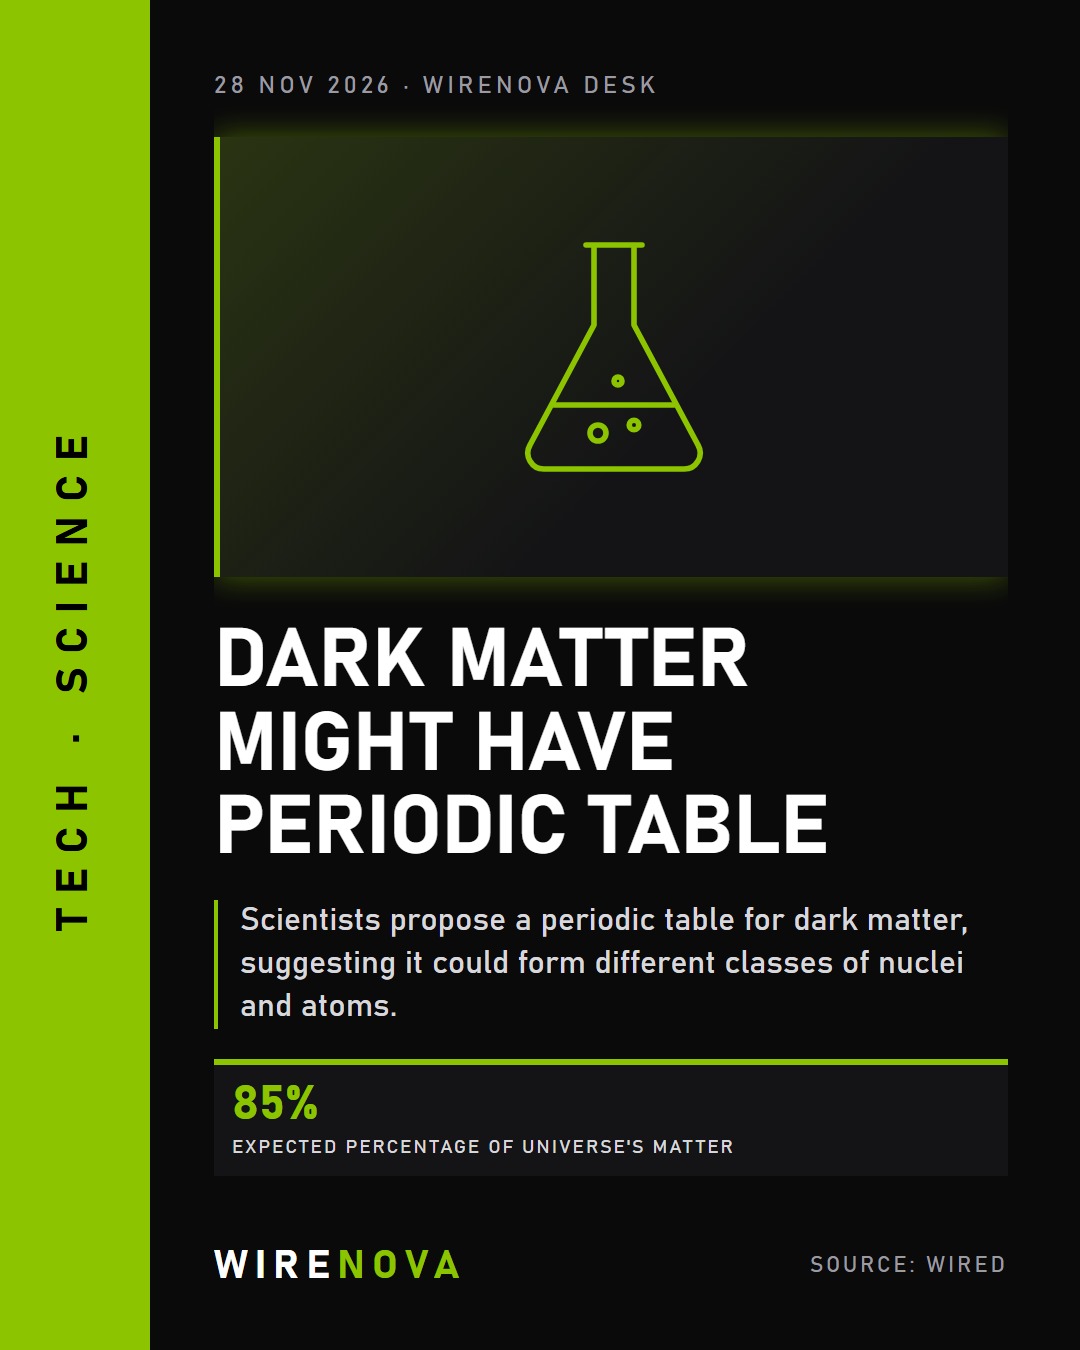 28 NOV 2026 · WIRENOVA DESK
TECH · SCIENCE
DARK MATTER
MIGHT HAVE
PERIODIC TABLE
Scientists propose a periodic table for dark matter,
suggesting it could form different classes of nuclei
and atoms.
85%
EXPECTED PERCENTAGE OF UNIVERSE'S MATTER
WIRENOVA
SOURCE: WIRED